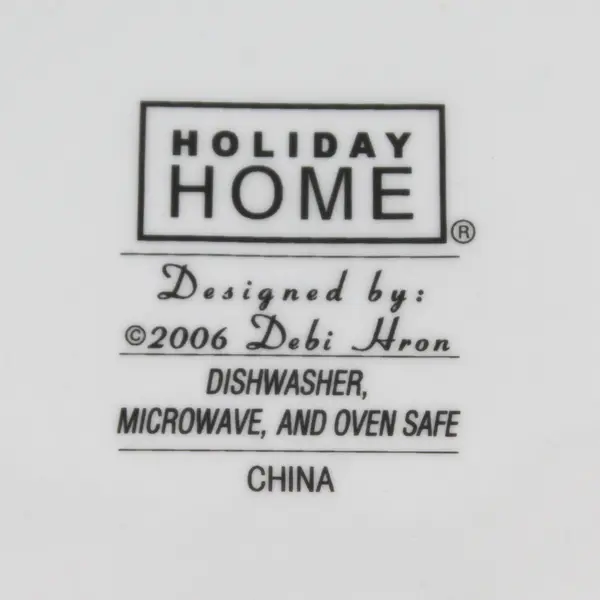 HOLIDAY
HOME®
Designed by:
©2006 Debi Hron
DISHWASHER,
MICROWAVE, AND OVEN SAFE
CHINA